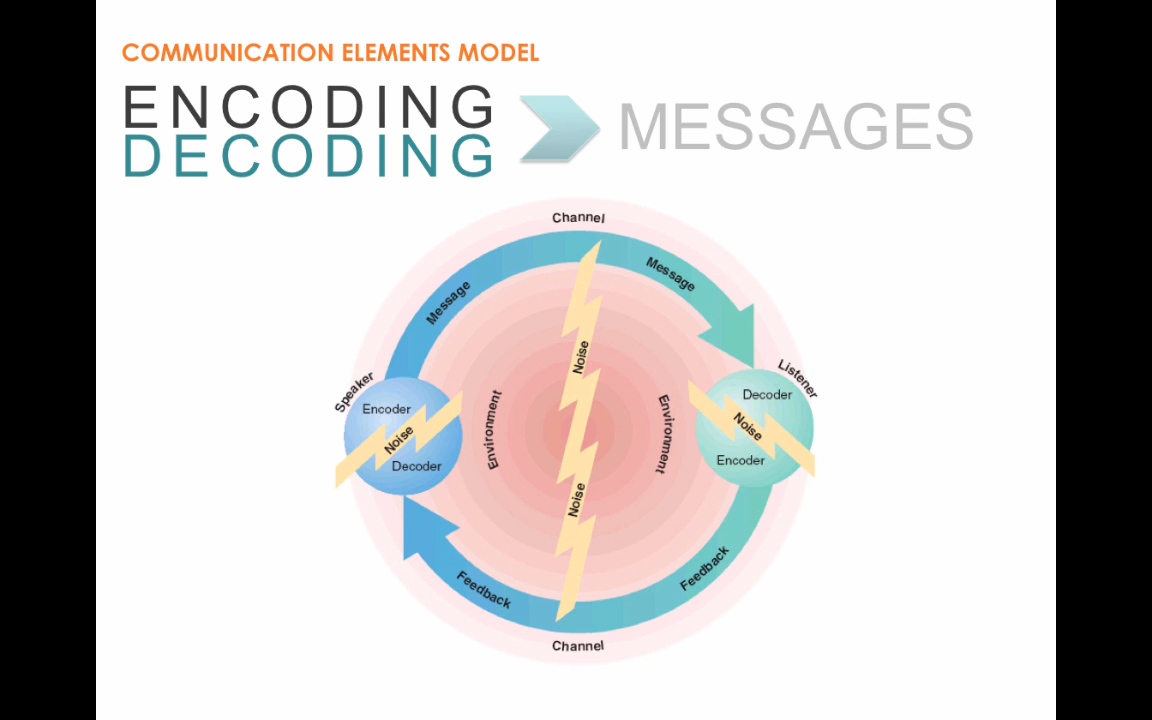 COMMUNICATION ELEMENTS MODEL
ENCODING
DECODING
MESSAGES
Channel
Message
Message
Speaker
Listener
Encoder
Noise
Decoder
Environment
Noise
Noise
Environment
Decoder
Noise
Encoder
Feedback
Feedback
Channel